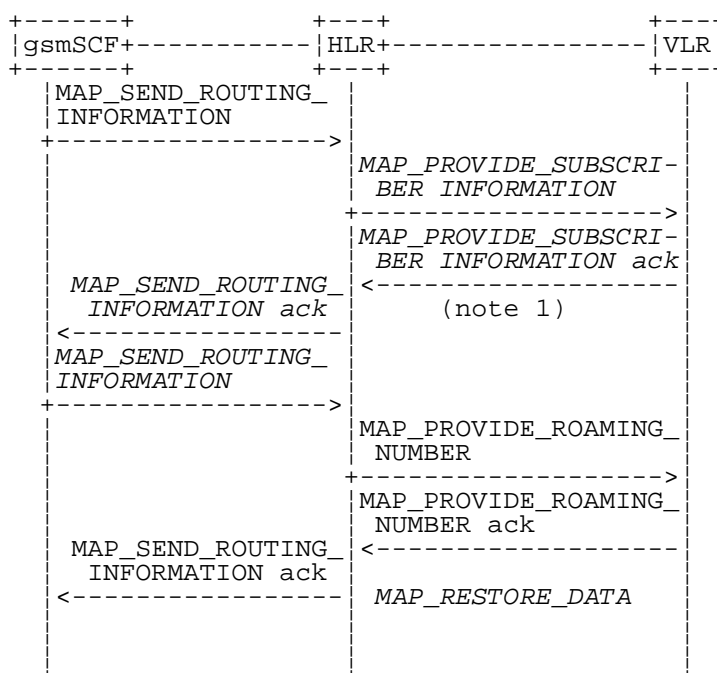 gsmSCF HLR VLR
MAP_SEND_ROUTING_
INFORMATION
MAP_PROVIDE_SUBSCRI-
BER INFORMATION
MAP_PROVIDE_SUBSCRI-
BER INFORMATION ack
MAP_SEND_ROUTING_
INFORMATION ack
(note 1)
MAP_SEND_ROUTING_
INFORMATION
MAP_PROVIDE_ROAMING_
NUMBER
MAP_PROVIDE_ROAMING_
NUMBER ack
MAP_SEND_ROUTING_
INFORMATION ack
MAP_RESTORE_DATA